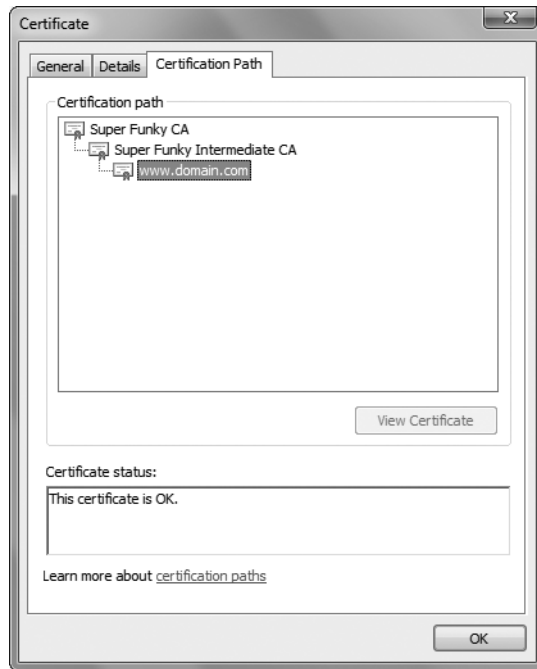 Certificate
General Details Certification Path
Certification path
Super Funky CA
Super Funky Intermediate CA
www.domain.com
View Certificate
Certificate status:
This certificate is OK.
Learn more about certification paths
OK